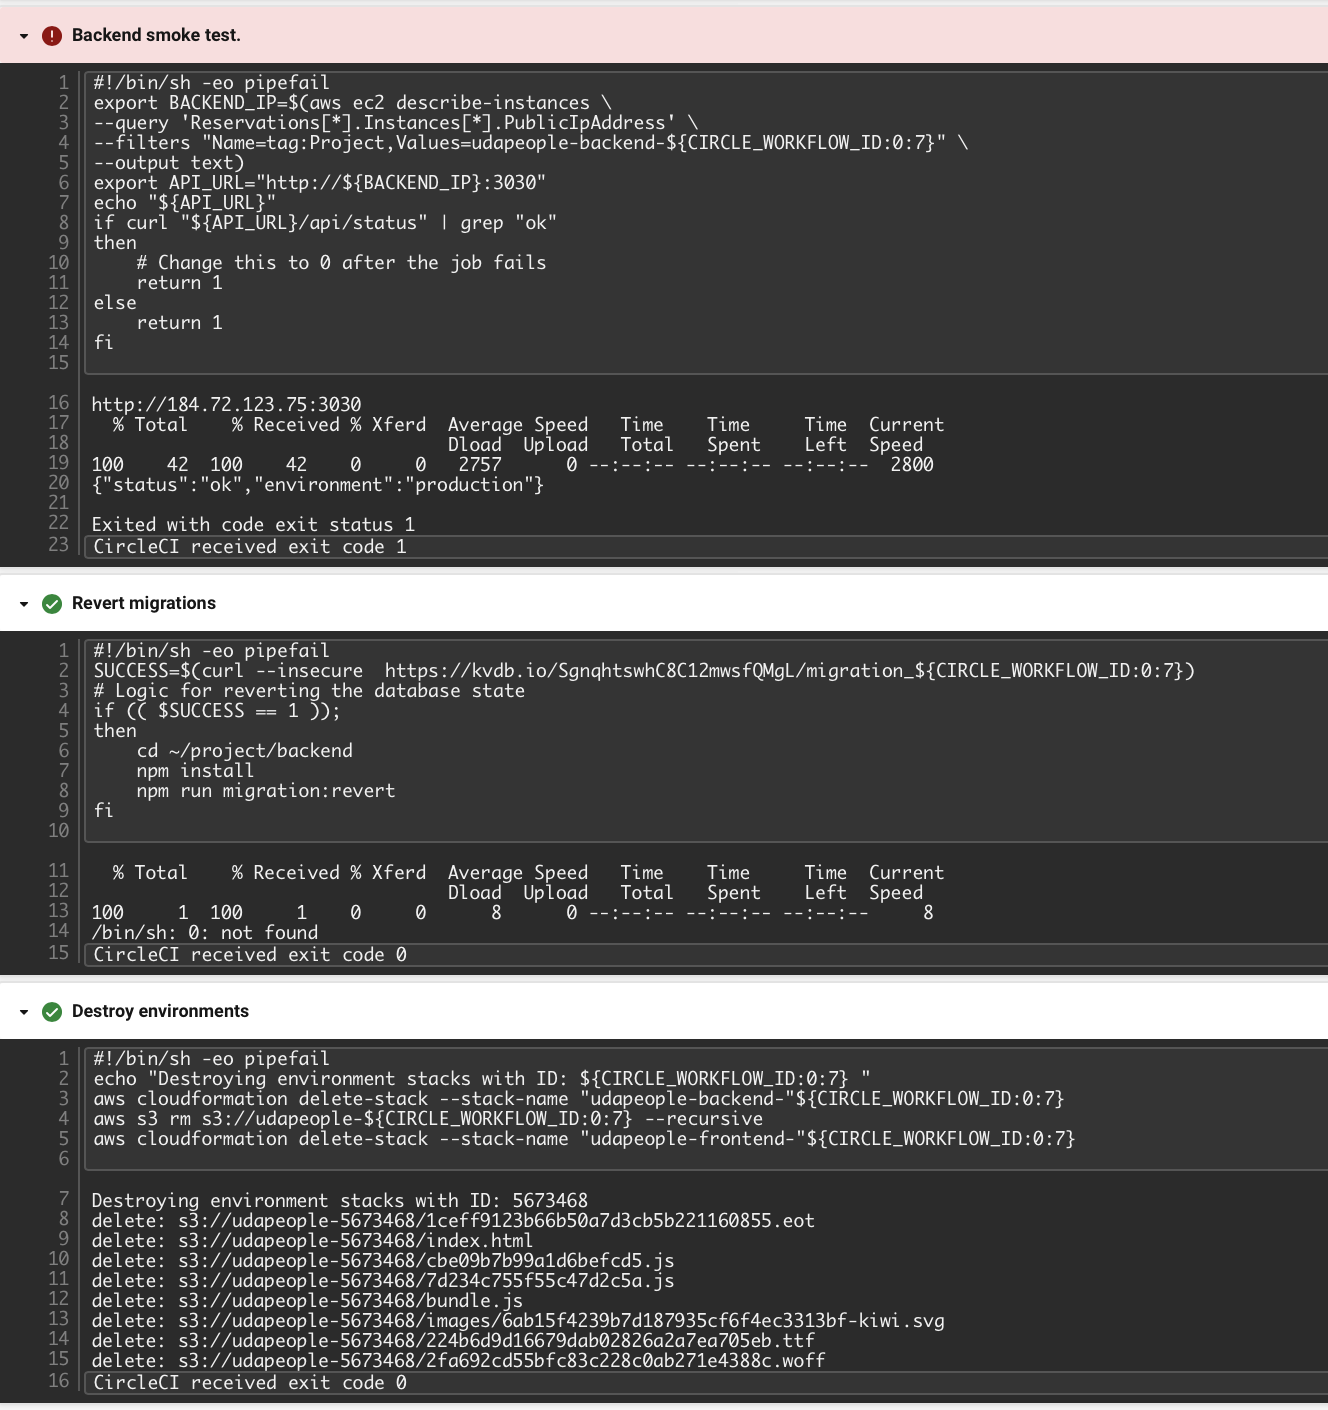 Backend smoke test.
1 #!/bin/sh -eo pipefail
2 export BACKEND_IP=$(aws ec2 describe-instances \
3 --query 'Reservations[*].Instances[*].PublicIpAddress' \
4 --filters "Name=tag:Project,Values=udapeople-backend-${CIRCLE_WORKFLOW_ID:0:7}" \
5 --output text)
6 export API_URL="http://${BACKEND_IP}:3030"
7 echo "${API_URL}"
8 if curl "${API_URL}/api/status" | grep "ok"
9 then
10     # Change this to 0 after the job fails
11     return 1
12 else
13     return 1
14 fi
15
16 http://184.72.123.75:3030
17   % Total    % Received % Xferd  Average Speed   Time    Time     Time  Current
18                                  Dload  Upload   Total   Spent    Left  Speed
19 100    42  100    42    0     0   2757      0 --:--:-- --:--:-- --:--:--  2800
20 {"status":"ok","environment":"production"}
21
22 Exited with code exit status 1
23 CircleCI received exit code 1
Revert migrations
1 #!/bin/sh -eo pipefail
2 SUCCESS=$(curl --insecure  https://kvdb.io/SgnqhtswhC8C12mwsfQMgL/migration_${CIRCLE_WORKFLOW_ID:0:7})
3 # Logic for reverting the database state
4 if (( $SUCCESS == 1 ));
5 then
6     cd ~/project/backend
7     npm install
8     npm run migration:revert
9 fi
10
11   % Total    % Received % Xferd  Average Speed   Time    Time     Time  Current
12                                  Dload  Upload   Total   Spent    Left  Speed
13 100     1  100     1    0     0      8      0 --:--:-- --:--:-- --:--:--     8
14 /bin/sh: 0: not found
15 CircleCI received exit code 0
Destroy environments
1 #!/bin/sh -eo pipefail
2 echo "Destroying environment stacks with ID: ${CIRCLE_WORKFLOW_ID:0:7} "
3 aws cloudformation delete-stack --stack-name "udapeople-backend-"${CIRCLE_WORKFLOW_ID:0:7}
4 aws s3 rm s3://udapeople-${CIRCLE_WORKFLOW_ID:0:7} --recursive
5 aws cloudformation delete-stack --stack-name "udapeople-frontend-"${CIRCLE_WORKFLOW_ID:0:7}
6
7 Destroying environment stacks with ID: 5673468
8 delete: s3://udapeople-5673468/1ceff9123b66b50a7d3cb5b221160855.eot
9 delete: s3://udapeople-5673468/index.html
10 delete: s3://udapeople-5673468/cbe09b7b99a1d6befcd5.js
11 delete: s3://udapeople-5673468/7d234c755f55c47d2c5a.js
12 delete: s3://udapeople-5673468/bundle.js
13 delete: s3://udapeople-5673468/images/6ab15f4239b7d187935cf6f4ec3313bf-kiwi.svg
14 delete: s3://udapeople-5673468/224b6d9d16679dab02826a2a7ea705eb.ttf
15 delete: s3://udapeople-5673468/2fa692cd55bfc83c228c0ab271e4388c.woff
16 CircleCI received exit code 0